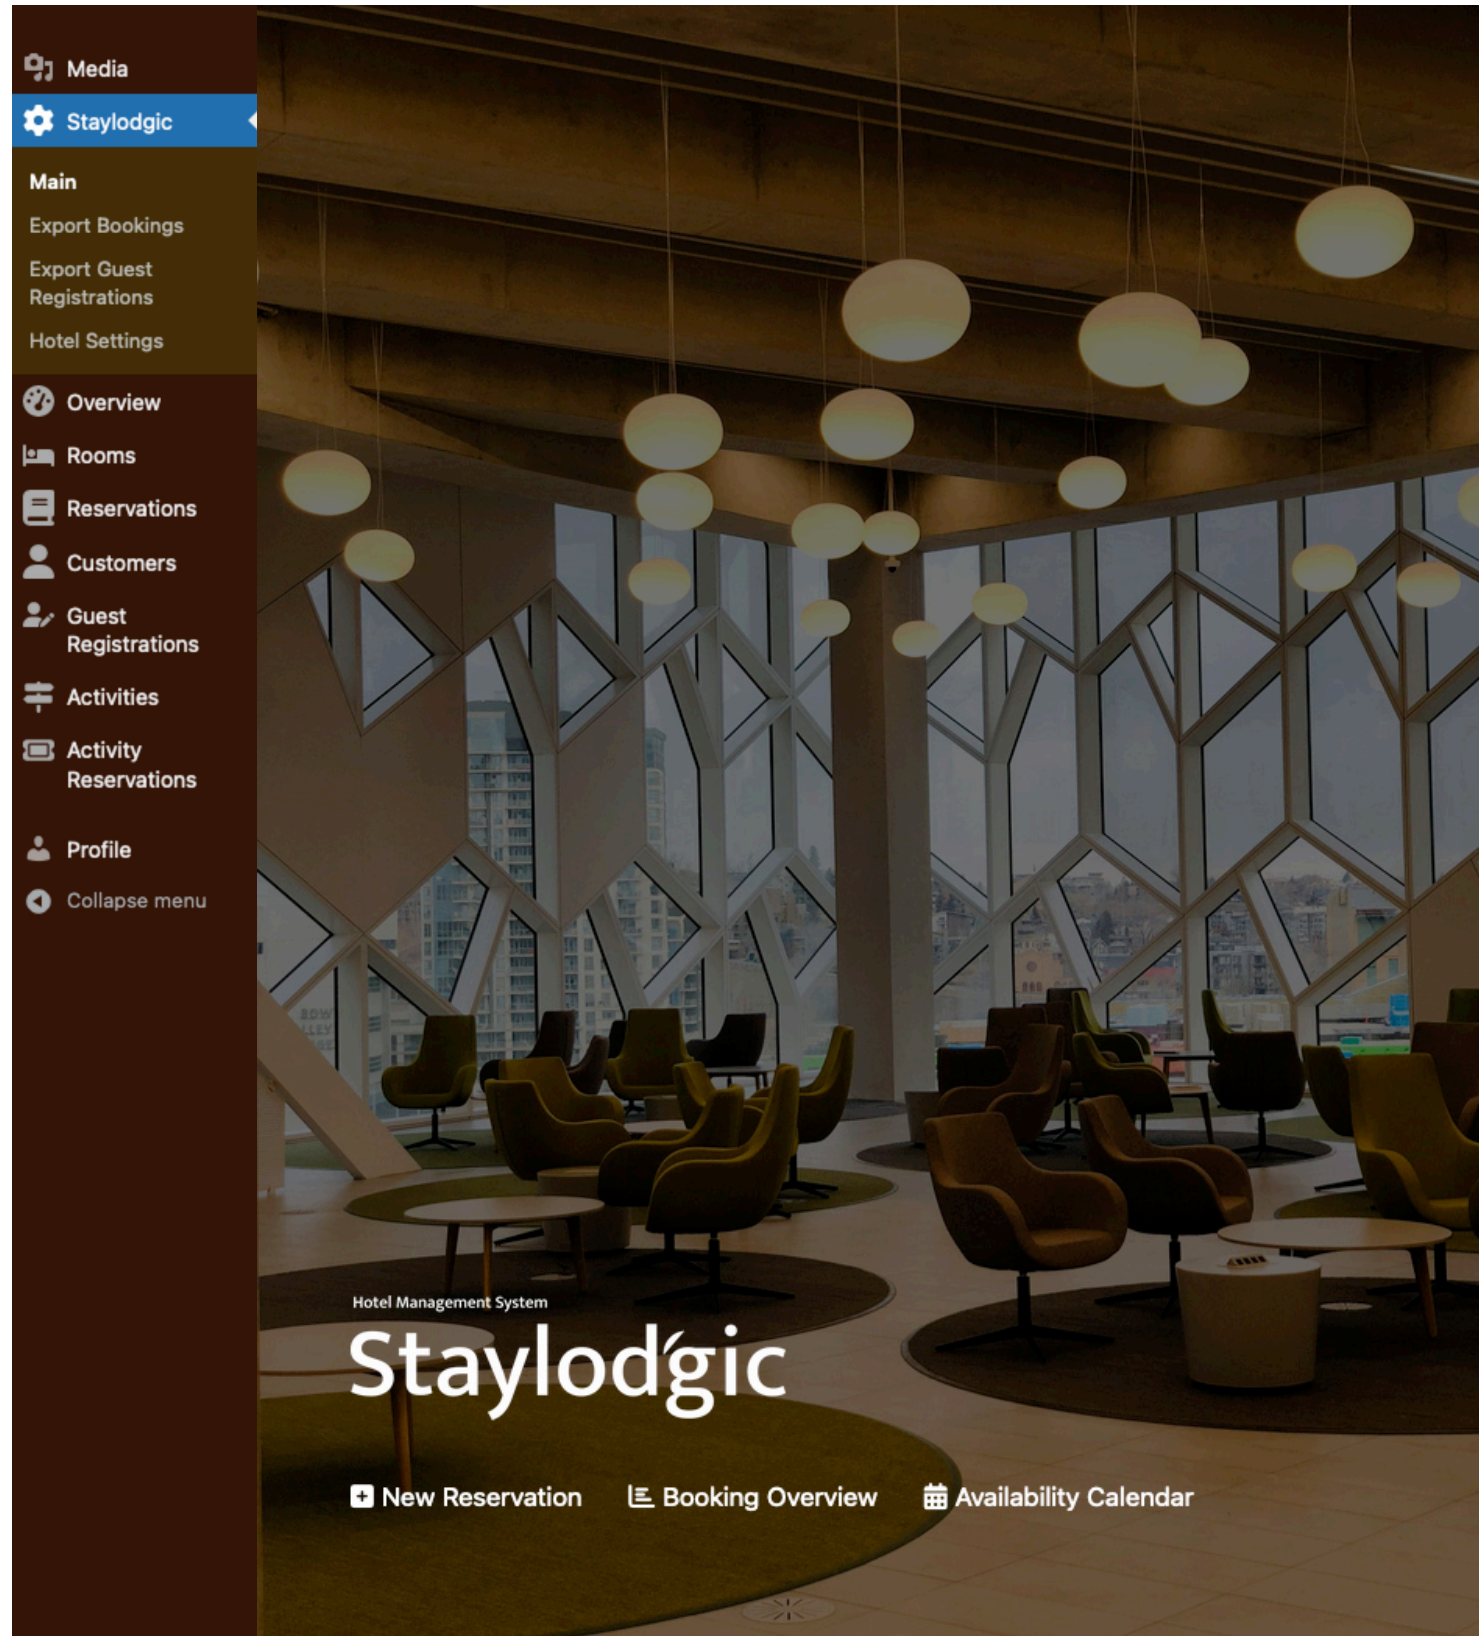 Media
Staylodgic
Main
Export Bookings
Export Guest
Registrations
Hotel Settings
Overview
Rooms
Reservations
Customers
Guest
Registrations
Activities
Activity
Reservations
Profile
Collapse menu
Hotel Management System
Staylodgic
New Reservation
Booking Overview
Availability Calendar